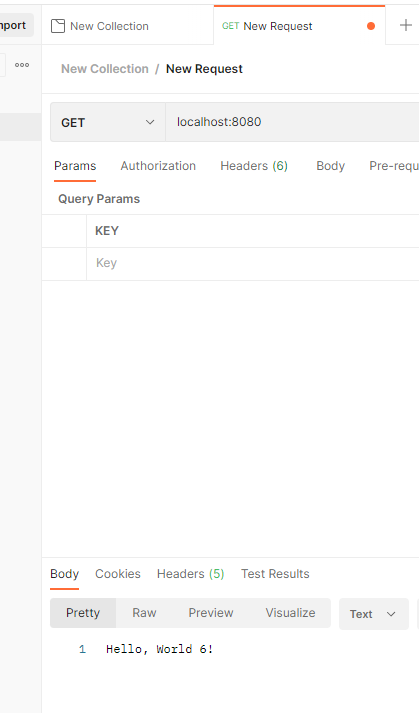 mport
New Collection
GET New Request
New Collection / New Request
GET
localhost:8080
Params Authorization Headers (6) Body Pre-requ
Query Params
KEY
Key
Body Cookies Headers (5) Test Results
Pretty Raw Preview Visualize Text
1 Hello, World 6!